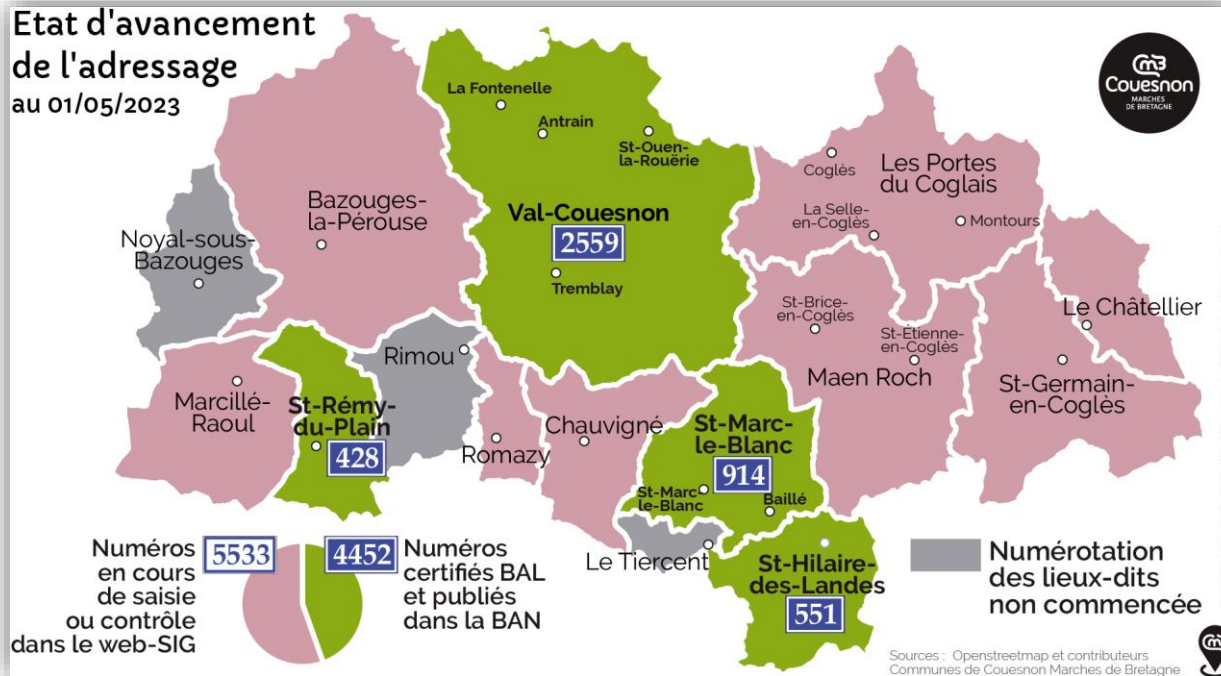 Etat d'avancement
de l'adressage
au 01/05/2023
Couesnon
MARCHES
DE BRETAGNE
La Fontenelle
Antrain
St-Ouen-
la-Rouërie
Coglès
Les Portes
du Coglais
La Selle-
en-Coglès
Montours
Bazouges-
la-Pérouse
Val-Couesnon
2559
Tremblay
Noyal-sous-
Bazouges
St-Brice-
en-Coglès
St-Étienne-
en-Coglès
Maen Roch
Le Châtellier
St-Germain-
en-Coglès
Rimou
Marcillé-
Raoul
St-Rémy-
du-Plain
428
Romazy
Chauvigné
St-Marc-
le-Blanc
914
St-Marc-
le-Blanc
Baillé
Le Tiercent
St-Hilaire-
des-Landes
551
Numéros
en cours
de saisie
ou contrôle
dans le web-SIG
5533
4452
Numéros
certifiés BAL
et publiés
dans la BAN
Numérotation
des lieux-dits
non commencée
Sources : Openstreetmap et contributeurs
Communes de Couesnon Marches de Bretagne